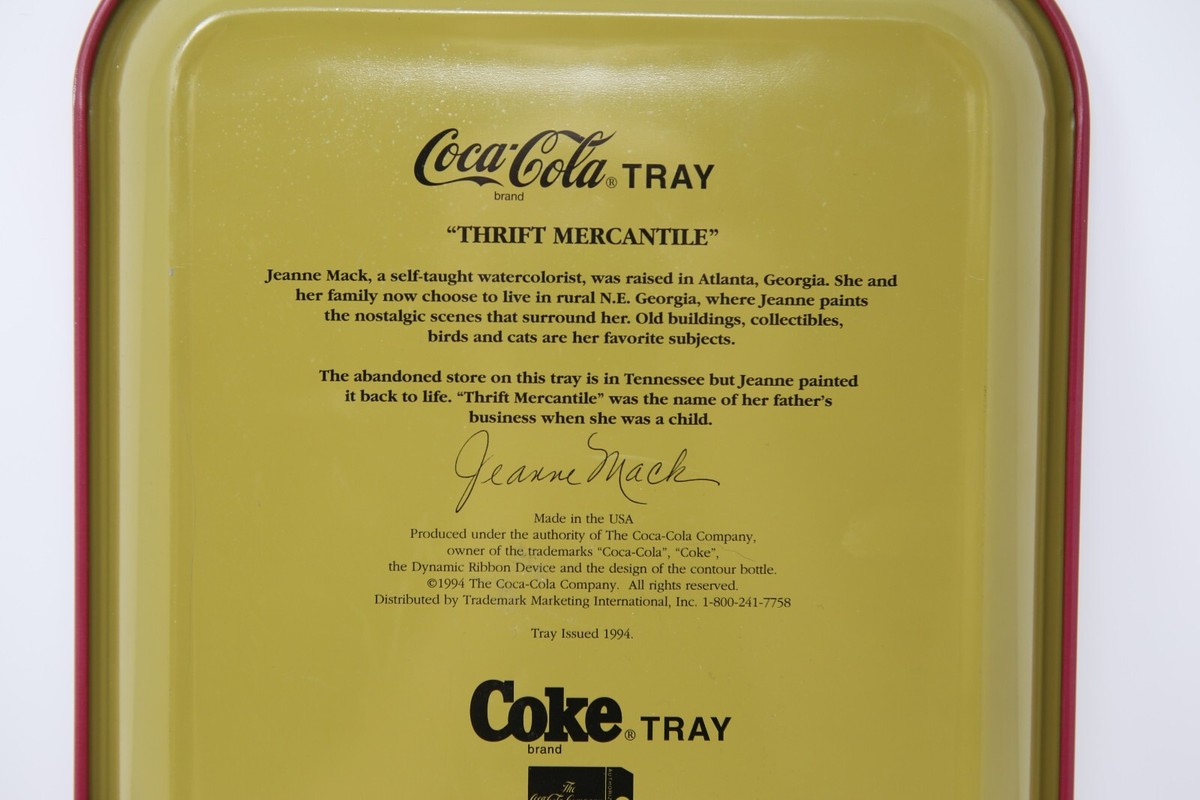 Coca-Cola® TRAY
brand
“THRIFT MERCANTILE”
Jeanne Mack, a self-taught watercolorist, was raised in Atlanta, Georgia. She and
her family now choose to live in rural N.E. Georgia, where Jeanne paints
the nostalgic scenes that surround her. Old buildings, collectibles,
birds and cats are her favorite subjects.
The abandoned store on this tray is in Tennessee but Jeanne painted
it back to life. “Thrift Mercantile” was the name of her father’s
business when she was a child.
Jeanne Mack
Made in the USA
Produced under the authority of The Coca-Cola Company,
owner of the trademarks “Coca-Cola”, “Coke”,
the Dynamic Ribbon Device and the design of the contour bottle.
©1994 The Coca-Cola Company. All rights reserved.
Distributed by Trademark Marketing International, Inc. 1-800-241-7758
Tray Issued 1994.
Coke® TRAY
brand
The